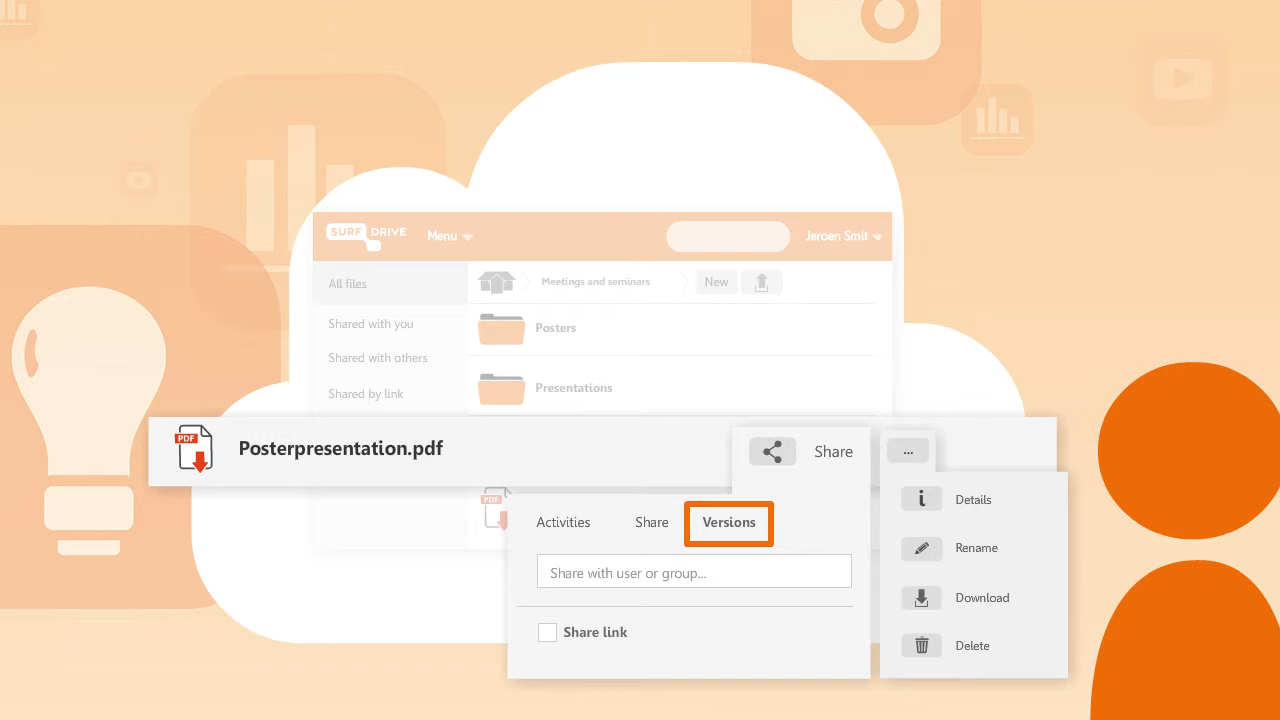 SURF DRIVE
Menu
Jeroen Smit
All files
Meetings and seminars
New
Shared with you
Posters
Shared with others
Presentations
Shared by link
PDF
Posterpresentation.pdf
Share
...
PDF
Activities
Share
Versions
Share with user or group...
Share link
Details
Rename
Download
Delete